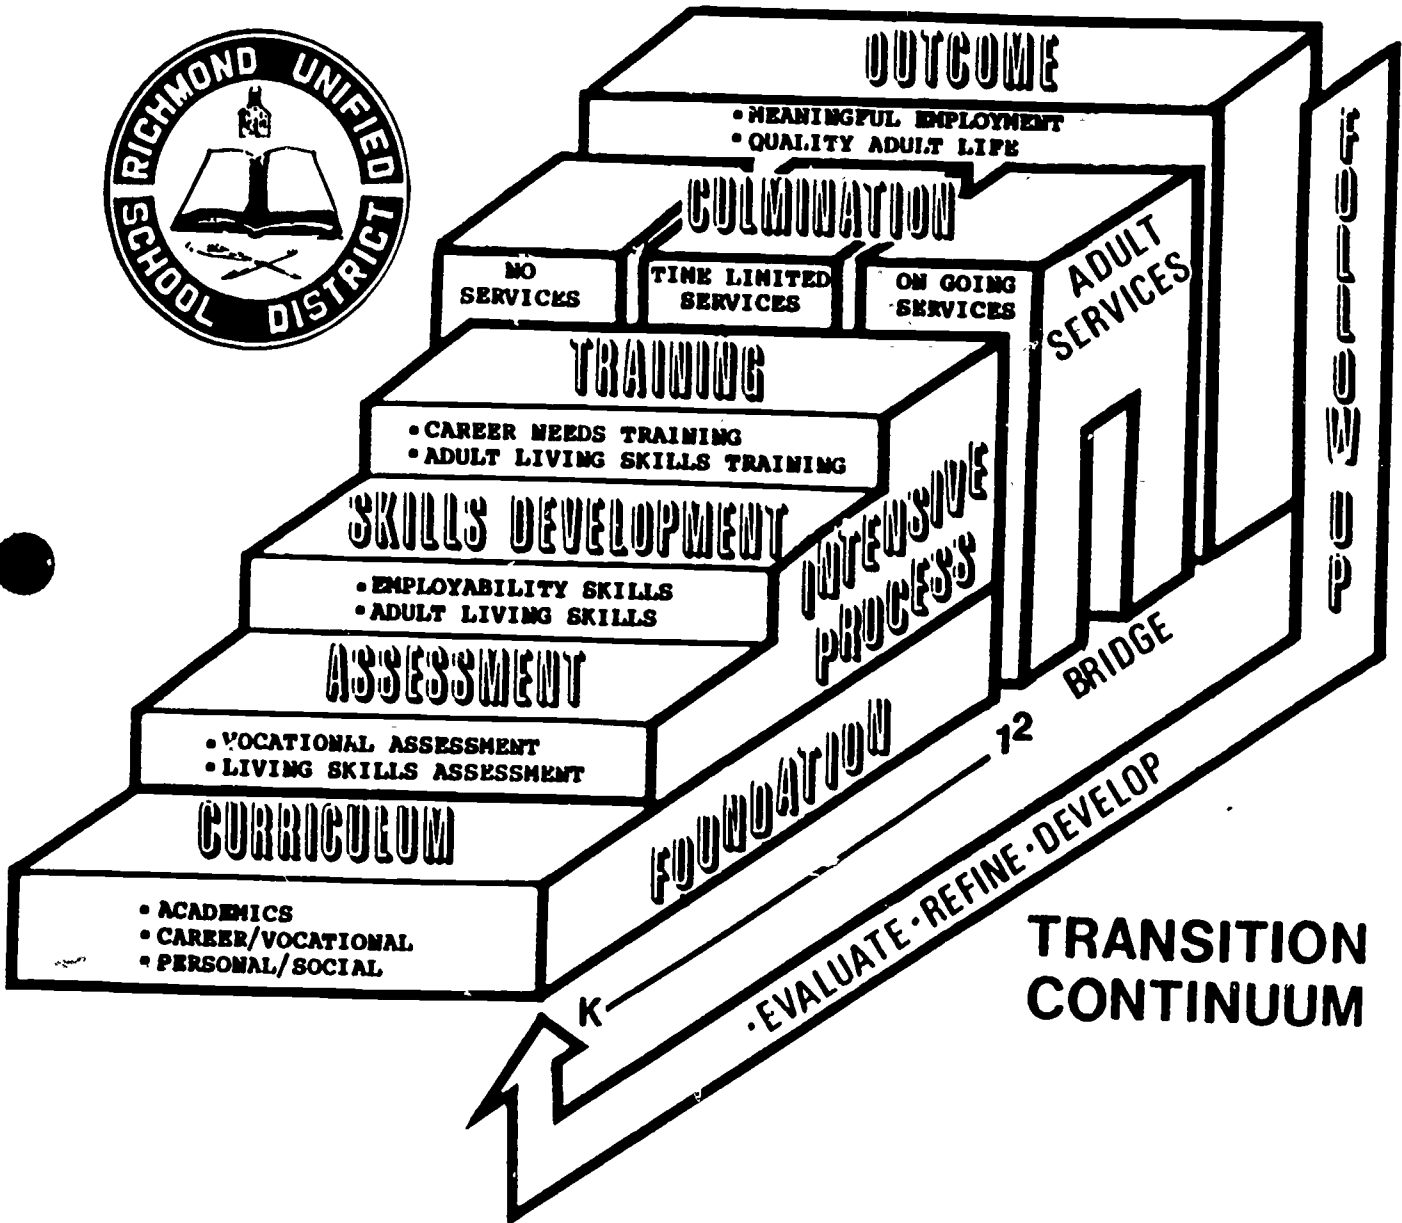 RICHMOND UNIFIED
SCHOOL DISTRICT
OUTCOME
• MEANINGFUL EMPLOYMENT
• QUALITY ADULT LIFE
CULMINATION
NO
SERVICES
TIME LIMITED
SERVICES
ON GOING
SERVICES
ADULT
SERVICES
FOLLOW UP
TRAINING
• CAREER NEEDS TRAINING
• ADULT LIVING SKILLS TRAINING
SKILLS DEVELOPMENT
• EMPLOYABILITY SKILLS
• ADULT LIVING SKILLS
INTENSIVE
PROCESS
ASSESSMENT
• VOCATIONAL ASSESSMENT
• LIVING SKILLS ASSESSMENT
CURRICULUM
• ACADEMICS
• CAREER/VOCATIONAL
• PERSONAL/SOCIAL
FOUNDATION
K
12
BRIDGE
·EVALUATE·REFINE·DEVELOP
TRANSITION
CONTINUUM